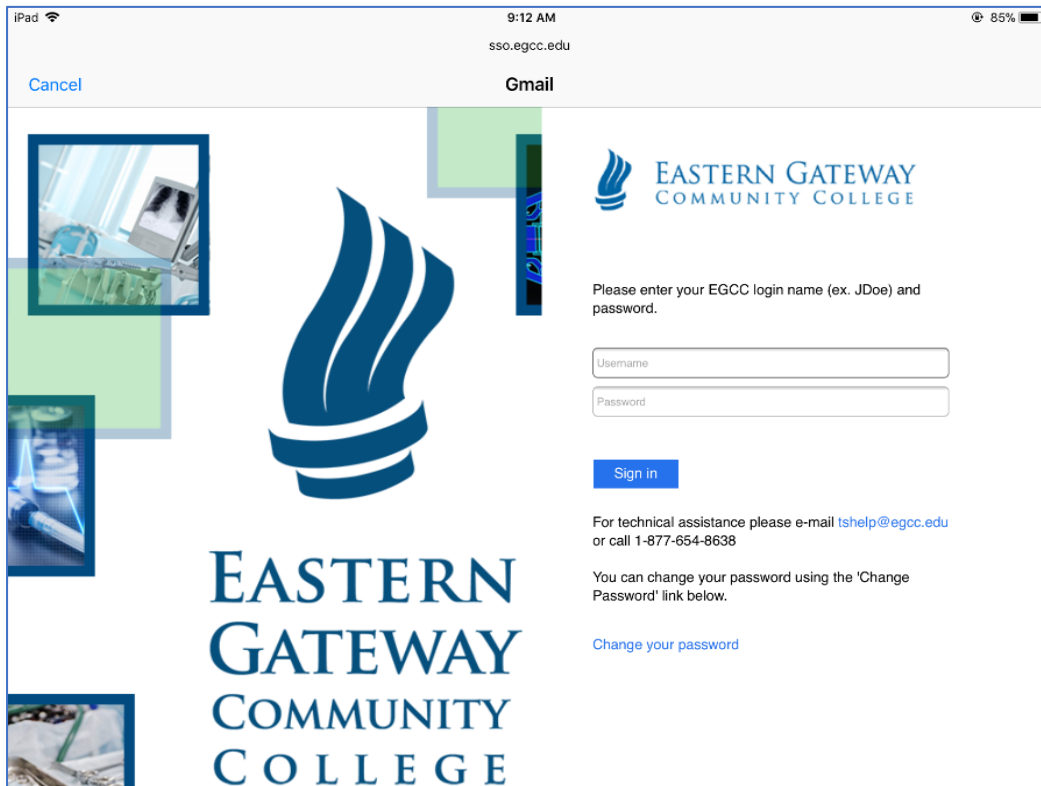 iPad
9:12 AM
85%
sso.egcc.edu
Cancel
Gmail
EASTERN GATEWAY
COMMUNITY COLLEGE
Please enter your EGCC login name (ex. JDoe) and
password.
Username
Password
Sign in
For technical assistance please e-mail tshelp@egcc.edu
or call 1-877-654-8638
You can change your password using the 'Change
Password' link below.
Change your password
EASTERN
GATEWAY
COMMUNITY
COLLEGE